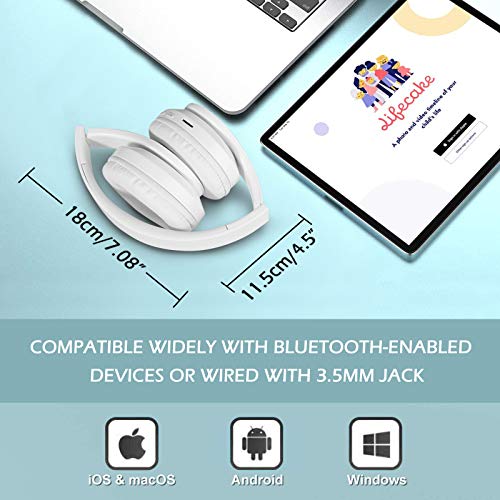 Lifecake
A photo and video timeline of your
child's life
18cm/7.08"
11.5cm/4.5"
COMPATIBLE WIDELY WITH BLUETOOTH-ENABLED
DEVICES OR WIRED WITH 3.5MM JACK
iOS & macOS
Android
Windows